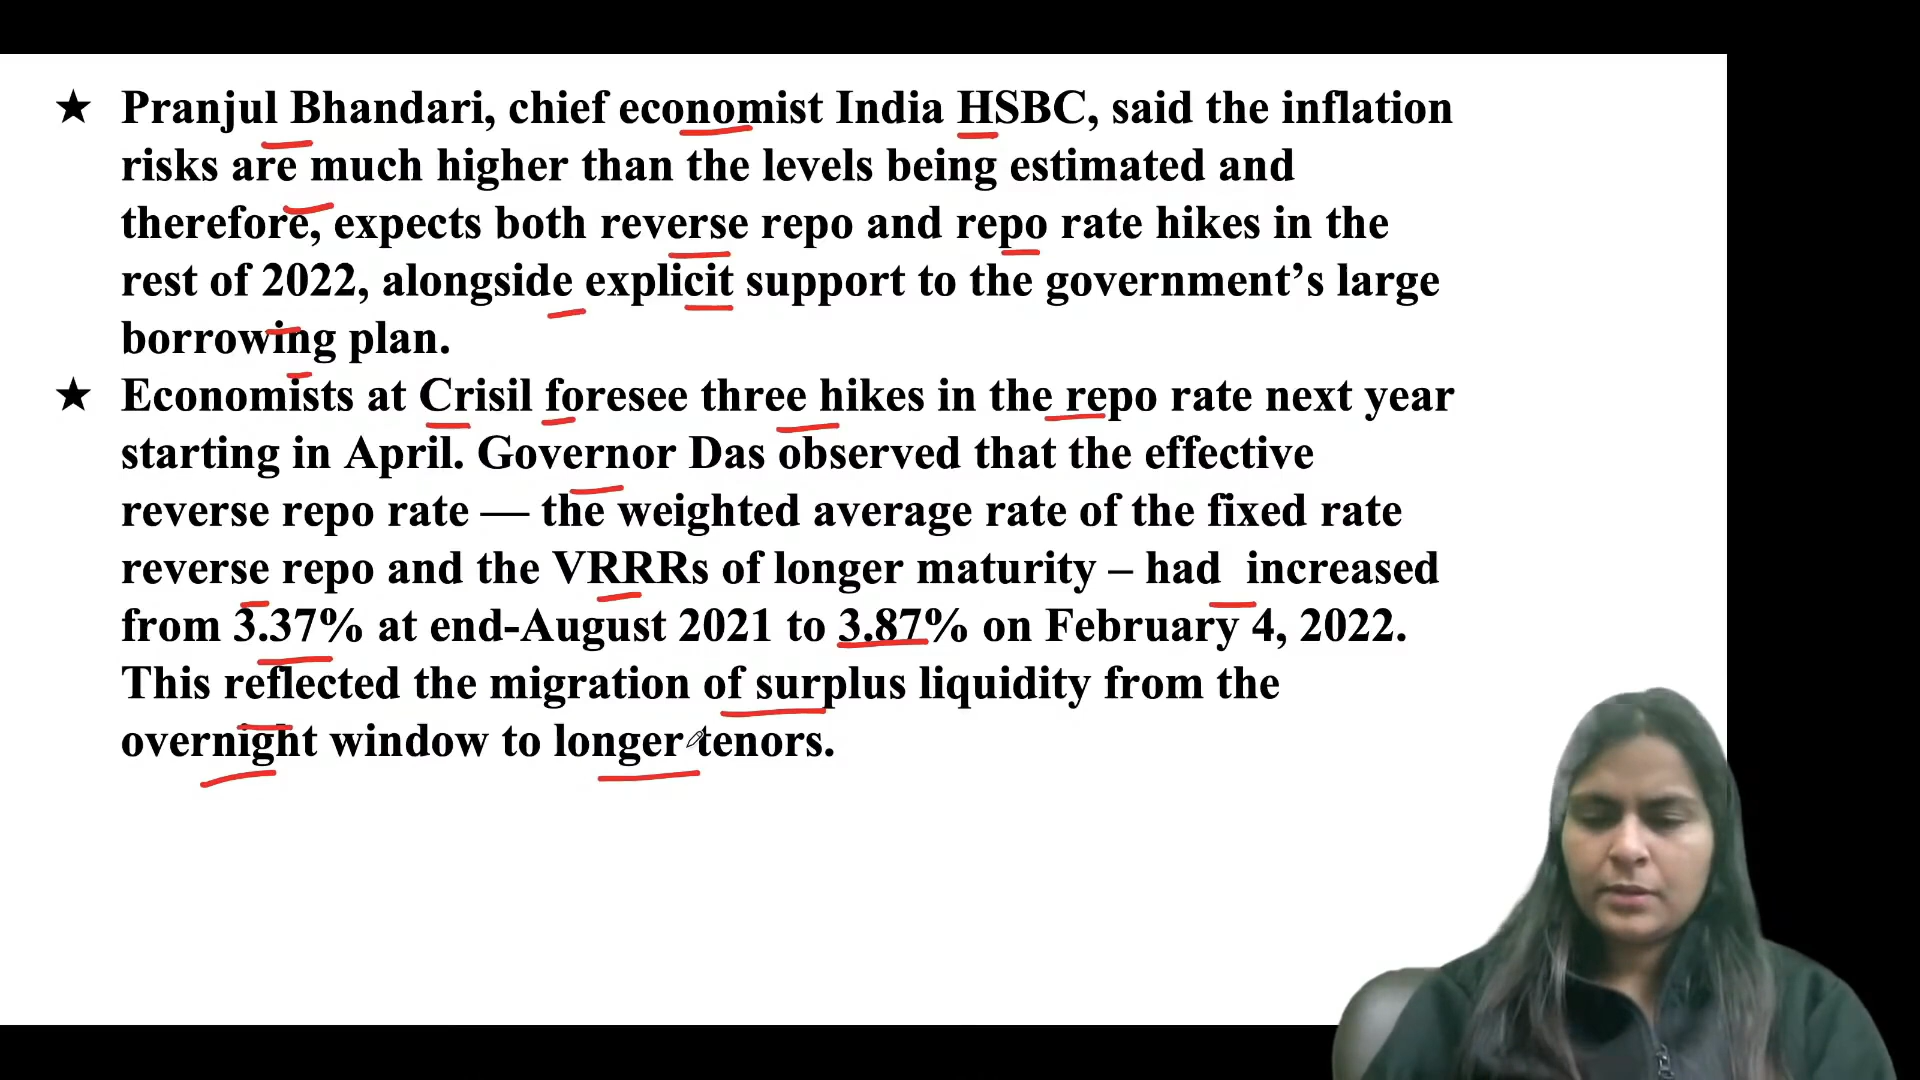 ★ Pranjul Bhandari, chief economist India HSBC, said the inflation
risks are much higher than the levels being estimated and
therefore, expects both reverse repo and repo rate hikes in the
rest of 2022, alongside explicit support to the government’s large
borrowing plan.
★ Economists at Crisil foresee three hikes in the repo rate next year
starting in April. Governor Das observed that the effective
reverse repo rate — the weighted average rate of the fixed rate
reverse repo and the VRRRs of longer maturity – had  increased
from 3.37% at end-August 2021 to 3.87% on February 4, 2022.
This reflected the migration of surplus liquidity from the
overnight window to longer tenors.